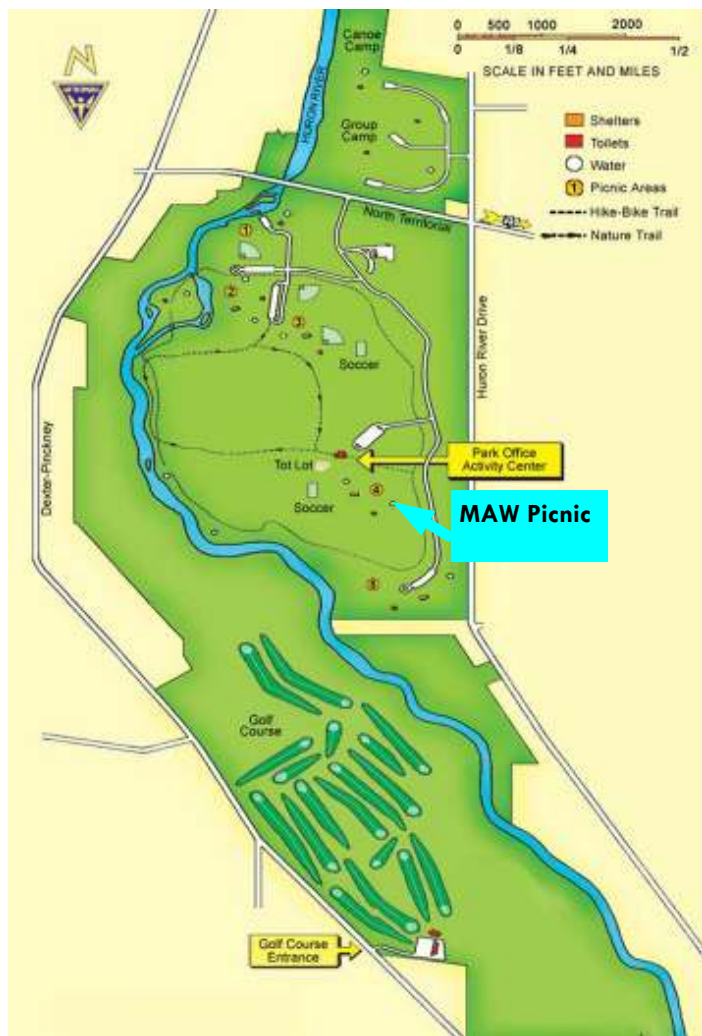 0 500 1000 2000
0 1/8 1/4 1/2
SCALE IN FEET AND MILES
N
Canoe
Camp
HURON RIVER
Group
Camp
Shelters
Toilets
Water
1 Picnic Areas
Hike-Bike Trail
Nature Trail
North Territorial
1
2
3
Soccer
Huron River Drive
Dexter-Pinckney
Tot Lot
Park Office
Activity Center
4
Soccer
MAW Picnic
5
Golf
Course
Golf Course
Entrance